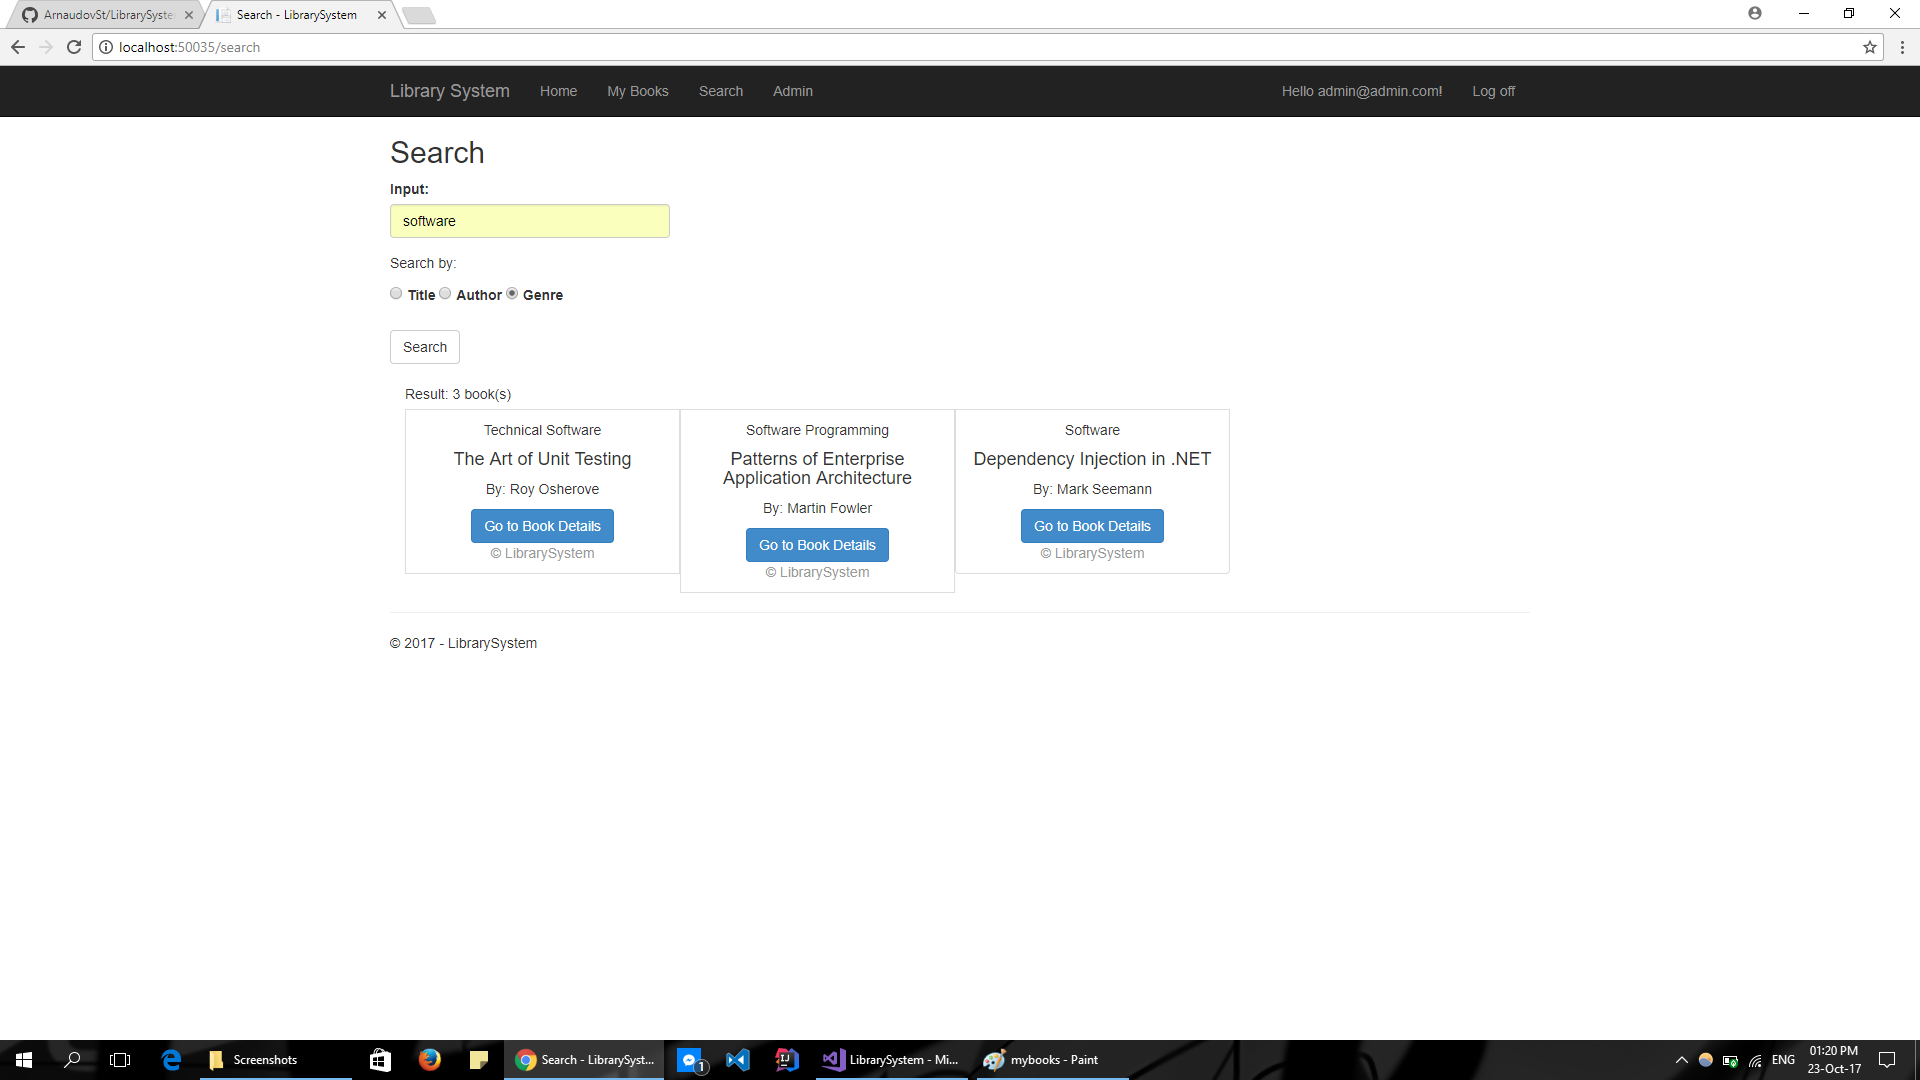 ArnaudovSt/LibrarySyste
Search - LibrarySystem
localhost:50035/search
Library System
Home
My Books
Search
Admin
Hello admin@admin.com!
Log off
Search
Input:
software
Search by:
Title Author Genre
Search
Result: 3 book(s)
Technical Software
The Art of Unit Testing
By: Roy Osherove
Go to Book Details
© LibrarySystem
Software Programming
Patterns of Enterprise
Application Architecture
By: Martin Fowler
Go to Book Details
© LibrarySystem
Software
Dependency Injection in .NET
By: Mark Seemann
Go to Book Details
© LibrarySystem
© 2017 - LibrarySystem
Screenshots
Search - LibrarySyst...
1
IJ
LibrarySystem - Mi...
mybooks - Paint
ENG
01:20 PM
23-Oct-17